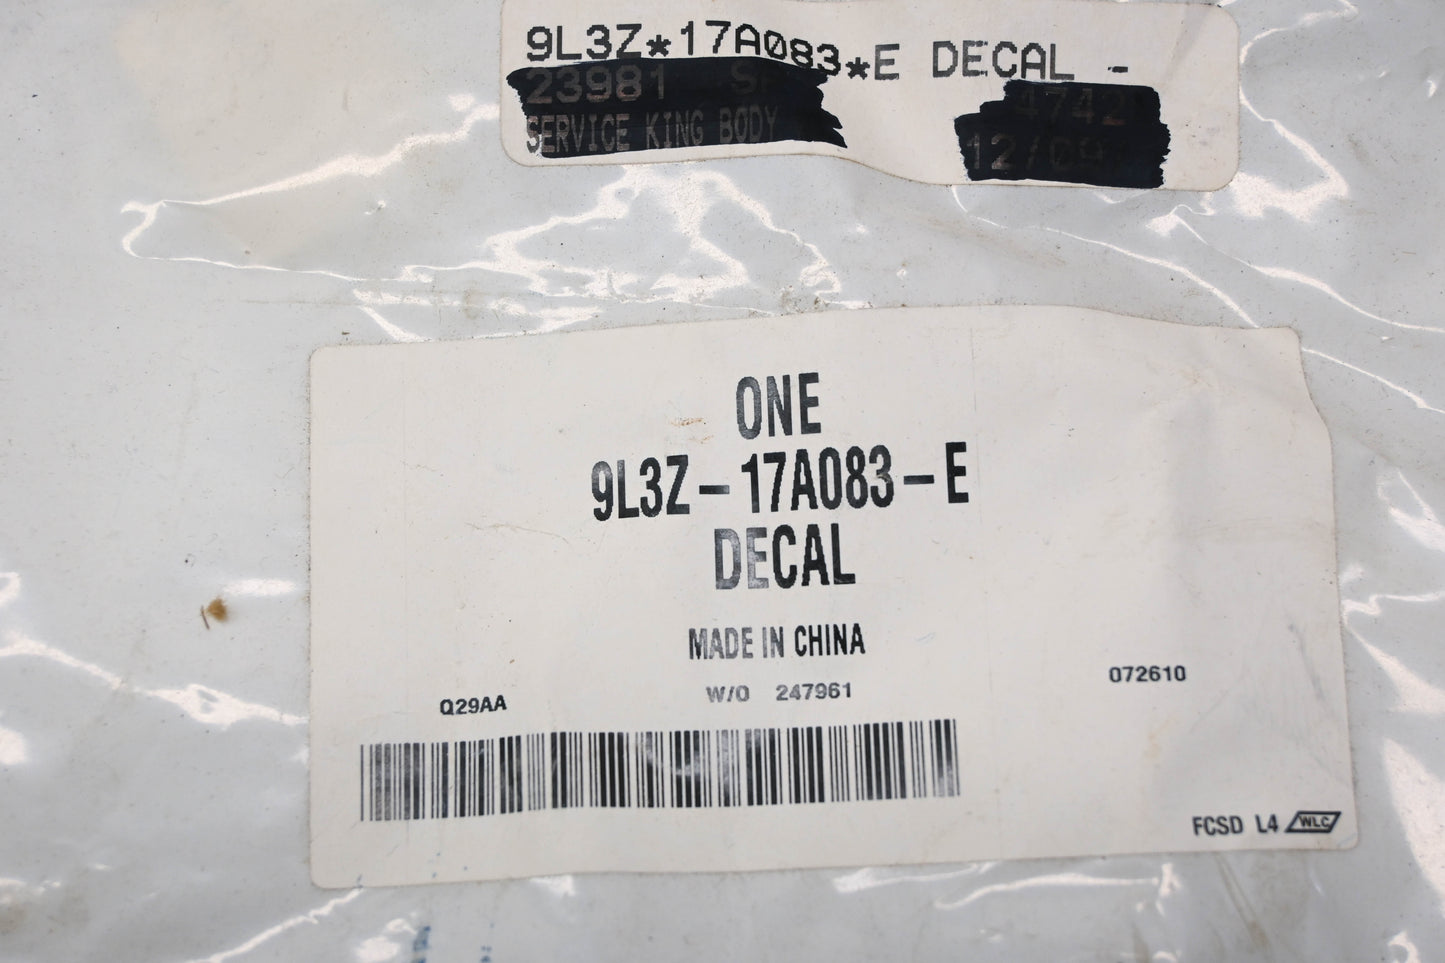 9L3Z*17A083*E DECAL -
23981 4742
SERVICE KING BODY
ONE
9L3Z-17A083-E
DECAL
MADE IN CHINA
W/O 247961
Q29AA
072610
FCSD L4 WLC